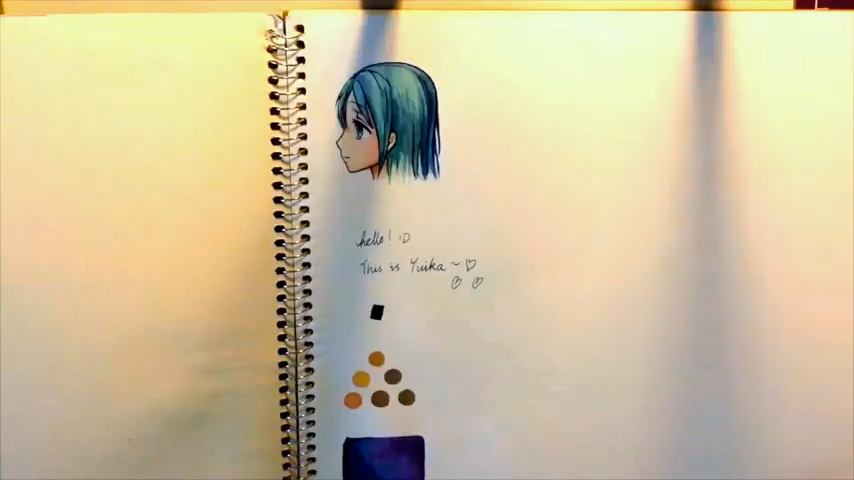 hello! :D
This is Yuika~ ♡
♡ ♡